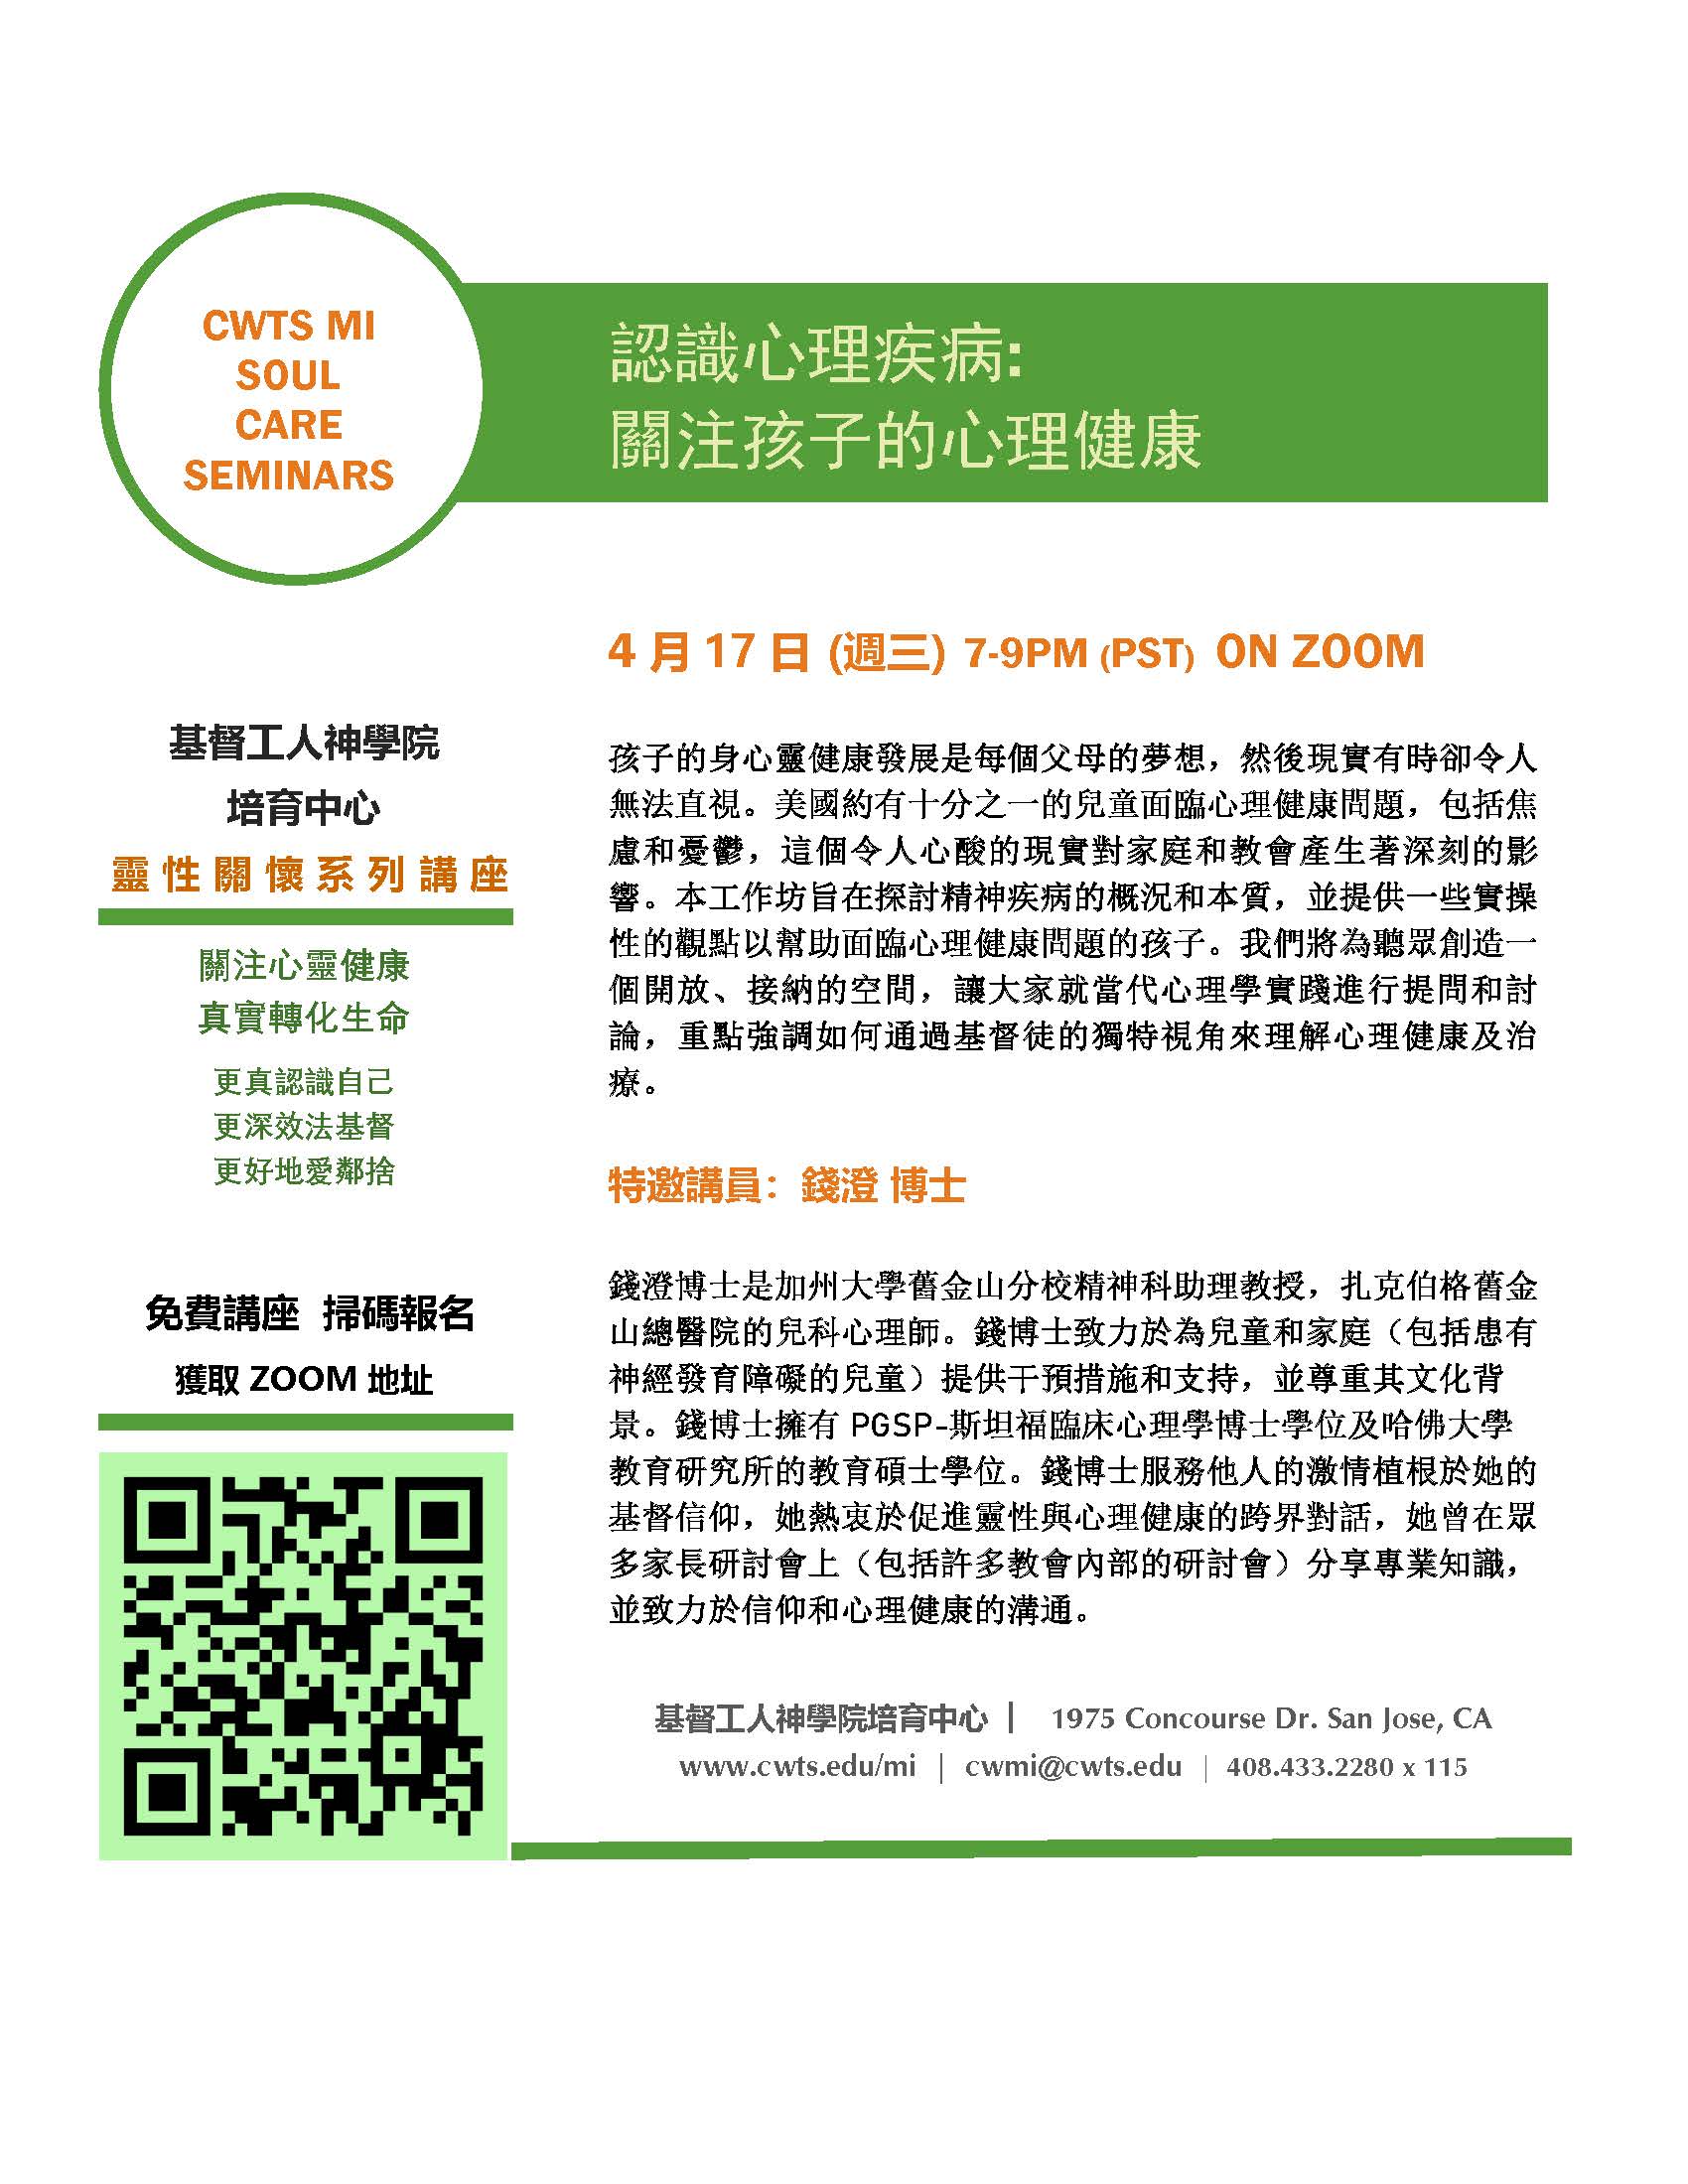 CWTS MI
SOUL
CARE
SEMINARS
認識心理疾病:
關注孩子的心理健康
4 月 17 日 (週三) 7-9PM (PST) ON ZOOM
基督工人神學院
培育中心
靈性關懷系列講座
關注心靈健康
真實轉化生命
更真認識自己
更深效法基督
更好地愛鄰捨
免費講座 掃碼報名
獲取 ZOOM 地址
孩子的身心靈健康發展是每個父母的夢想，然後現實有時卻令人
無法直視。美國約有十分之一的兒童面臨心理健康問題，包括焦
慮和憂鬱，這個令人心酸的現實對家庭和教會產生著深刻的影
響。本工作坊旨在探討精神疾病的概況和本質，並提供一些實操
性的觀點以幫助面臨心理健康問題的孩子。我們將為聽眾創造一
個開放、接納的空間，讓大家就當代心理學實踐進行提問和討
論，重點強調如何通過基督徒的獨特視角來理解心理健康及治
療。
特邀講員：錢澄 博士
錢澄博士是加州大學舊金山分校精神科助理教授，扎克伯格舊金
山總醫院的兒科心理師。錢博士致力於為兒童和家庭（包括患有
神經發育障礙的兒童）提供干預措施和支持，並尊重其文化背
景。錢博士擁有 PGSP-斯坦福臨床心理學博士學位及哈佛大學
教育研究所的教育碩士學位。錢博士服務他人的激情植根於她的
基督信仰，她熱衷於促進靈性與心理健康的跨界對話，她曾在眾
多家長研討會上（包括許多教會內部的研討會）分享專業知識，
並致力於信仰和心理健康的溝通。
基督工人神學院培育中心 | 1975 Concourse Dr. San Jose, CA
www.cwts.edu/mi | cwmi@cwts.edu | 408.433.2280 x 115